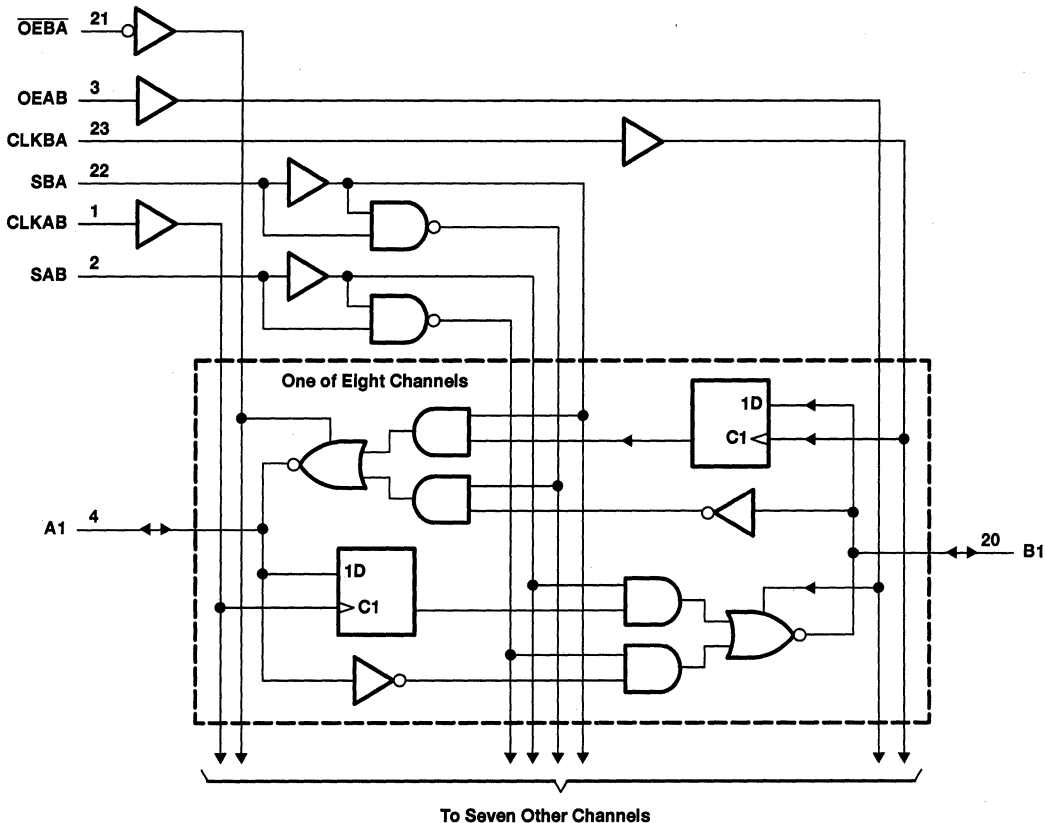 OEBA 21
OEAB 3
CLKBA 23
SBA 22
CLKAB 1
SAB 2
One of Eight Channels
1D
C1
A1 4
20 B1
1D
C1
To Seven Other Channels